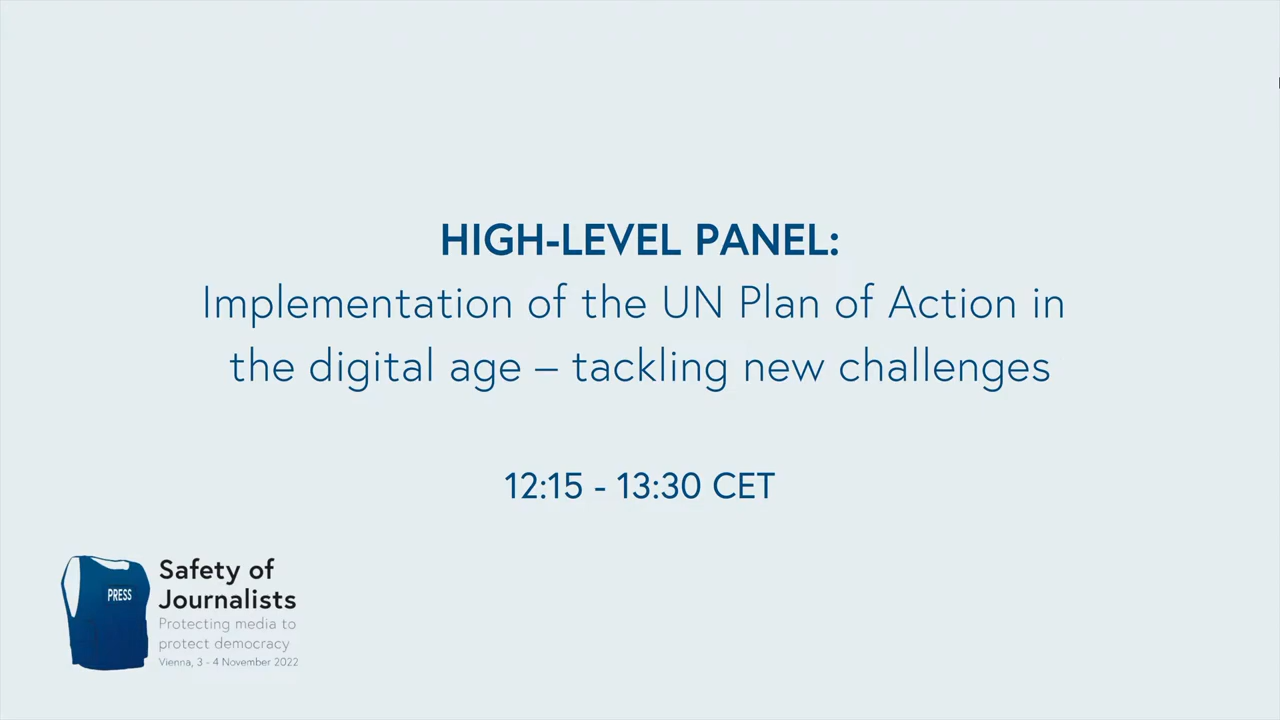 HIGH-LEVEL PANEL:
Implementation of the UN Plan of Action in
the digital age – tackling new challenges
12:15 - 13:30 CET
PRESS
Safety of
Journalists
Protecting media to
protect democracy
Vienna, 3 - 4 November 2022